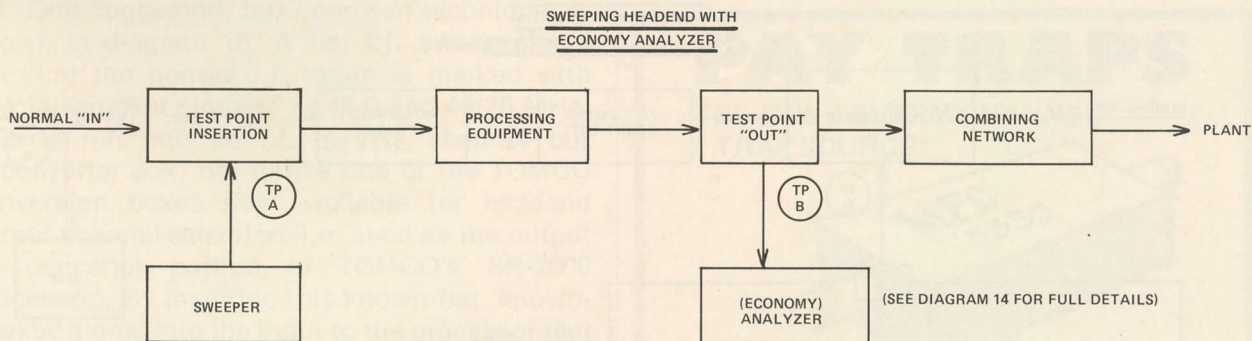 SWEEPING HEADEND WITH
ECONOMY ANALYZER
NORMAL "IN"
TEST POINT
INSERTION
PROCESSING
EQUIPMENT
TEST POINT
"OUT"
COMBINING
NETWORK
PLANT
TP
A
TP
B
SWEEPER
(ECONOMY)
ANALYZER
(SEE DIAGRAM 14 FOR FULL DETAILS)